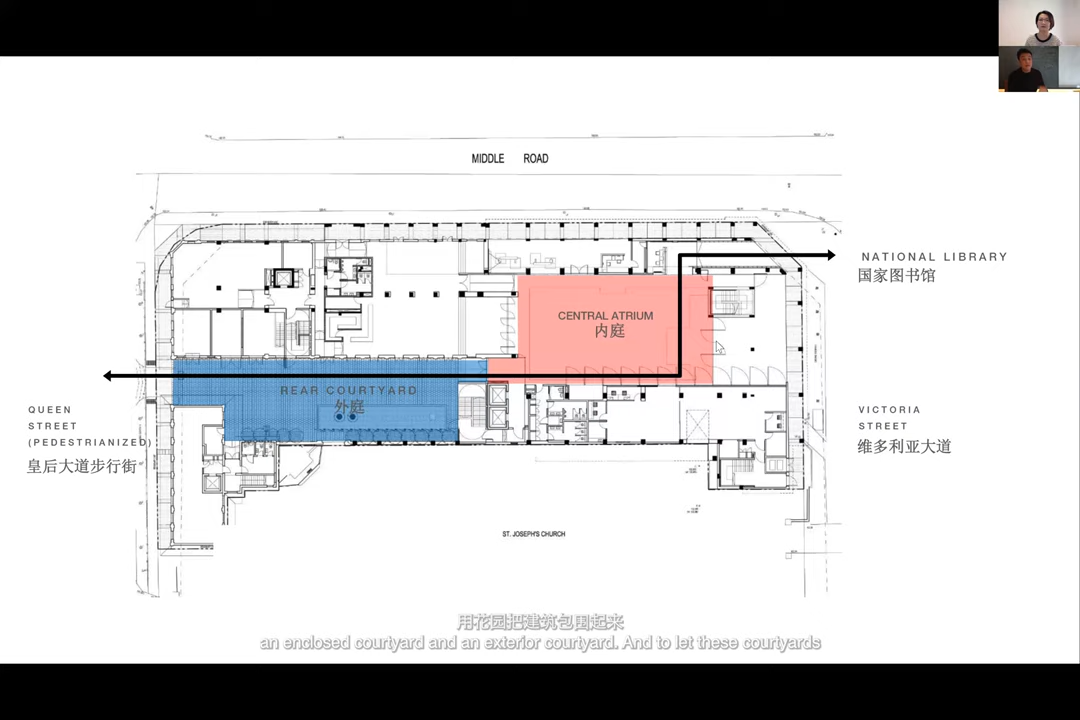 MIDDLE ROAD
NATIONAL LIBRARY
国家图书馆
CENTRAL ATRIUM
内庭
REAR COURTYARD
外庭
QUEEN
STREET
(PEDESTRIANIZED)
皇后大道步行街
VICTORIA
STREET
维多利亚大道
ST. JOSEPH'S CHURCH
用花园把建筑包围起来
an enclosed courtyard and an exterior courtyard. And to let these courtyards